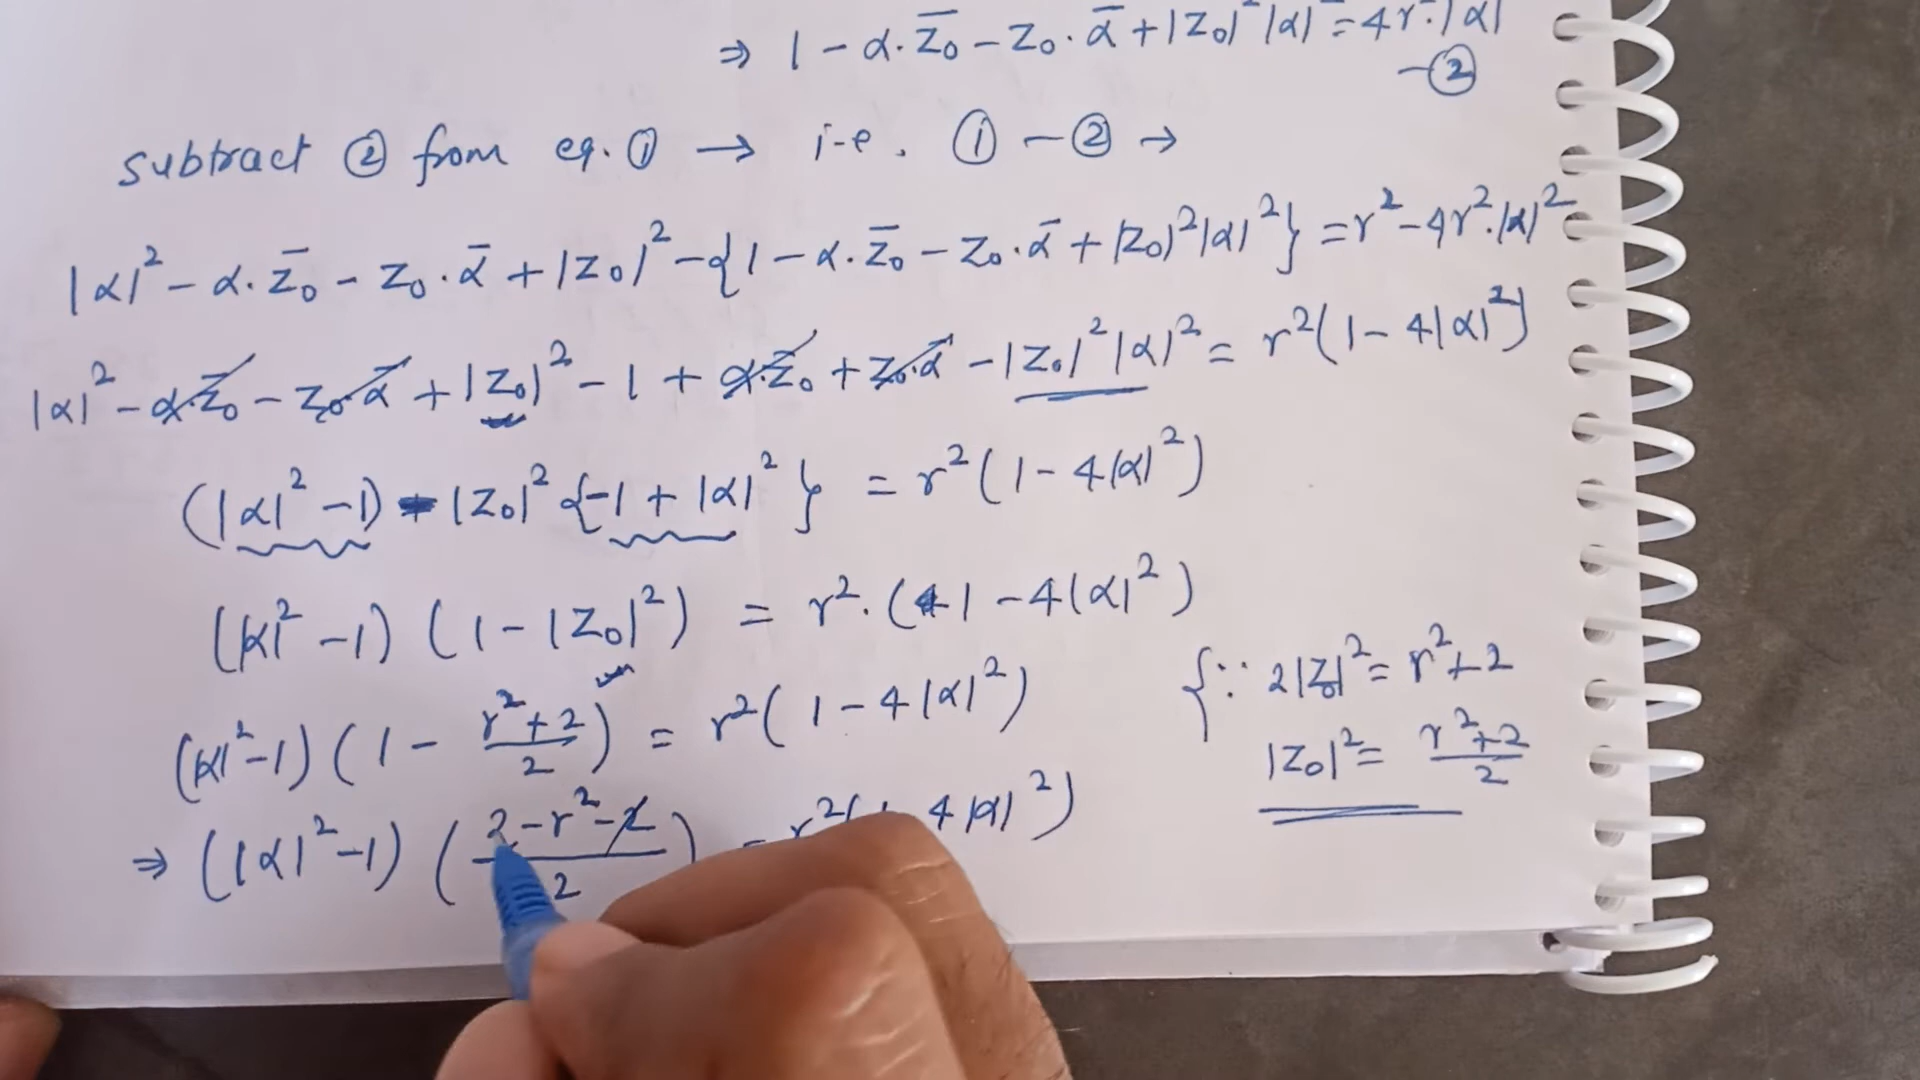 ⇒ 1 - α.z̄₀ - z₀.ᾱ + |z₀|² |α|² = 4r².|α|²
-②
subtract ② from eq. ① → i.e. ① - ② →
|α|² - α.z̄₀ - z₀.ᾱ + |z₀|² - {1 - α.z̄₀ - z₀.ᾱ + |z₀|²|α|²} = r² - 4r².|α|²
|α|² - α.z̄₀ - z₀.ᾱ + |z₀|² - 1 + α.z̄₀ + z₀.ᾱ - |z₀|²|α|² = r²(1 - 4|α|²)
(|α|² - 1) - |z₀|² {-1 + |α|²} = r²(1 - 4|α|²)
(|α|² - 1) (1 - |z₀|²) = r².(1 - 4|α|²)
(|α|² - 1) (1 - (r²+2)/2) = r²(1 - 4|α|²)
{∵ 2|z₀|² = r² + 2
|z₀|² = (r²+2)/2
⇒ (|α|² - 1) ((2 - r² - 2)/2) = r²( 4|α|²)